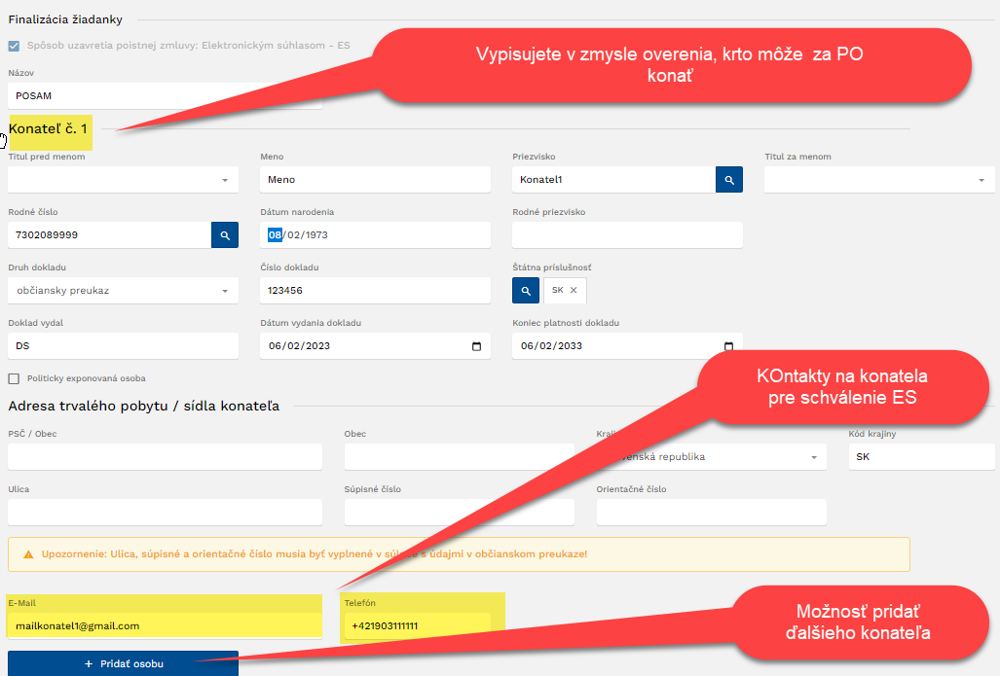 Finalizácia žiadanky
Spôsob uzavretia poistnej zmluvy: Elektronickým súhlasom - ES
Vypisujete v zmysle overenia, krto môže za PO
konať
Názov
POSAM
Konateľ č. 1
Titul pred menom Meno Priezvisko Titul za menom
Meno Konatel1
Rodné číslo Dátum narodenia Rodné priezvisko
7302089999 08/02/1973
Druh dokladu Číslo dokladu Štátna príslušnosť
občiansky preukaz 123456 SK ×
Doklad vydal Dátum vydania dokladu Koniec platnosti dokladu
DS 06/02/2023 06/02/2033
Politicky exponovaná osoba
KOntakty na konatela
pre schválenie ES
Adresa trvalého pobytu / sídla konateľa
PSČ / Obec Obec Kód krajiny
republika SK
Ulica Súpisné číslo Orientačné číslo
Upozornenie: Ulica, súpisné a orientačné číslo musia byť vyplnené v s údajmi v občianskom preukaze!
E-Mail Telefón
mailkonatel1@gmail.com +421903111111
Možnosť pridať
ďalšieho konateľa
+ Pridať osobu